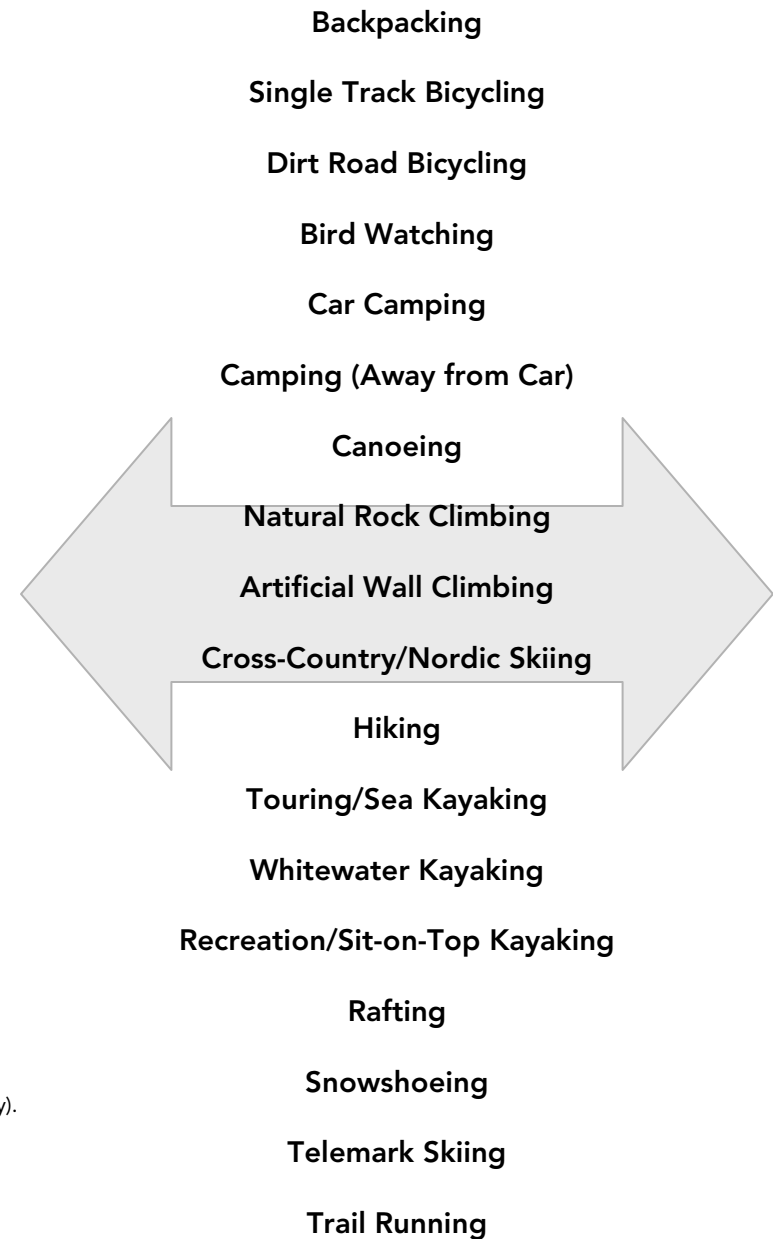 Backpacking
Single Track Bicycling
Dirt Road Bicycling
Bird Watching
Car Camping
Camping (Away from Car)
Canoeing
Natural Rock Climbing
Artificial Wall Climbing
Cross-Country/Nordic Skiing
Hiking
Touring/Sea Kayaking
Whitewater Kayaking
Recreation/Sit-on-Top Kayaking
Rafting
Snowshoeing
y).
Telemark Skiing
Trail Running